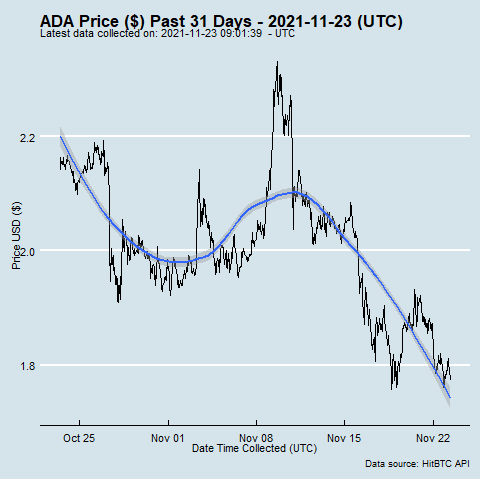 ADA Price ($) Past 31 Days - 2021-11-23 (UTC)
Latest data collected on: 2021-11-23 09:01:39 - UTC
Price USD ($)
2.2
2.0
1.8
Oct 25 Nov 01 Nov 08 Nov 15 Nov 22
Date Time Collected (UTC)
Data source: HitBTC API